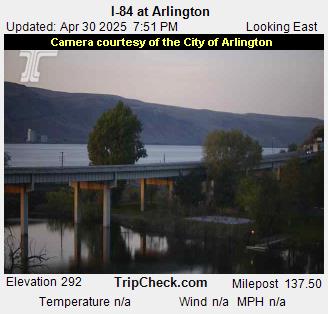 I-84 at Arlington
Updated: Apr 30 2025 7:51 PM Looking East
Camera courtesy of the City of Arlington
Elevation 292 TripCheck.com Milepost 137.50
Temperature n/a Wind n/a MPH n/a